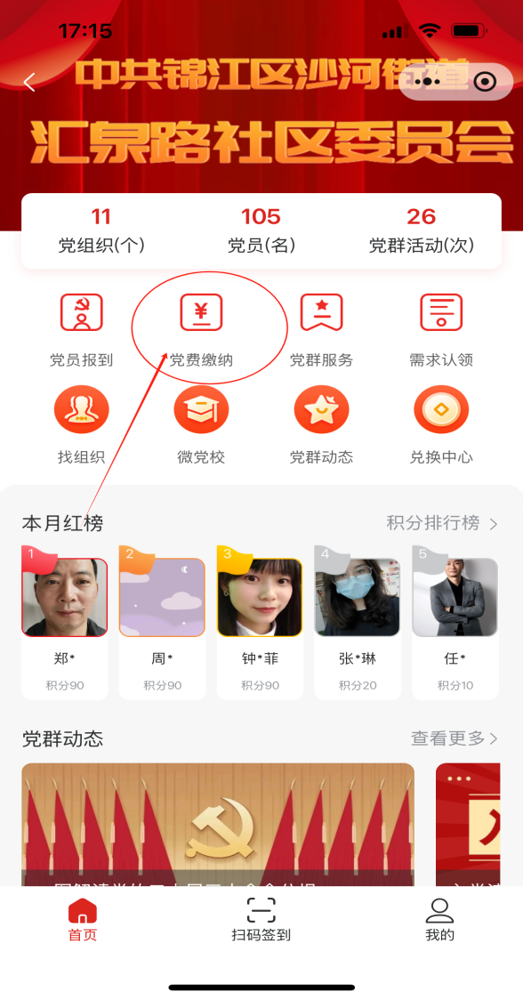 17:15
中共锦江区沙河街道
汇泉路社区委员会
11 105 26
党组织(个) 党员(名) 党群活动(次)
党员报到 党费缴纳 党群服务 需求认领
找组织 微党校 党群动态 兑换中心
本月红榜 积分排行榜
1 2 3 4 5
郑* 周* 钟*菲 张*琳 任*
积分90 积分90 积分90 积分20 积分10
党群动态 查看更多
首页 扫码签到 我的